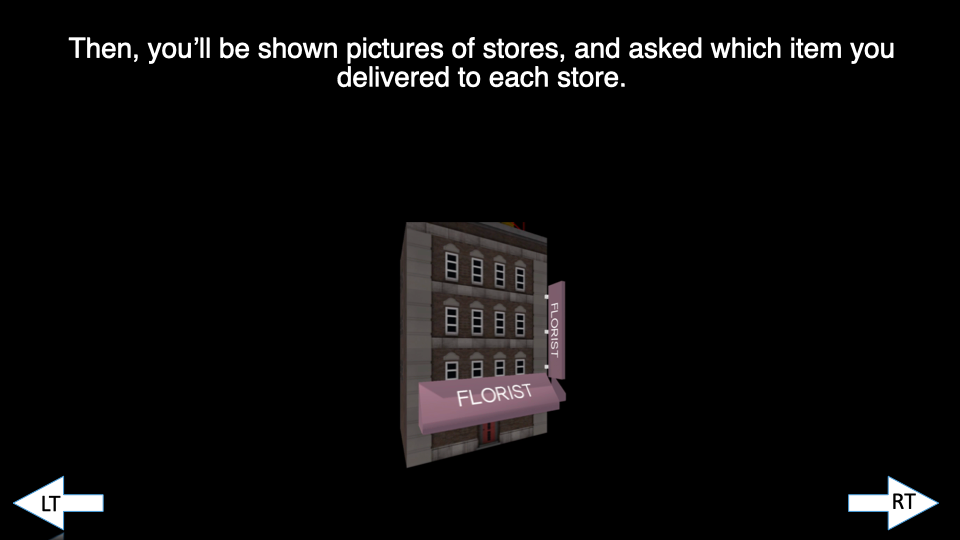 Then, you’ll be shown pictures of stores, and asked which item you
delivered to each store.
FLORIST
FLORIST
LT
RT